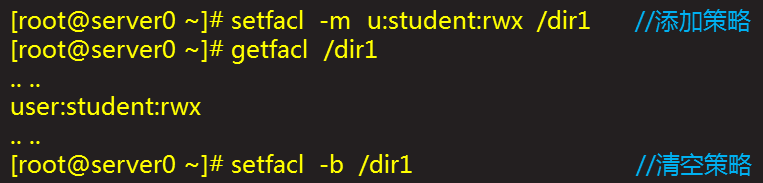 [root@server0 ~]# setfacl -m u:student:rwx /dir1 //添加策略
[root@server0 ~]# getfacl /dir1
.. ..
user:student:rwx
.. ..
[root@server0 ~]# setfacl -b /dir1 //清空策略